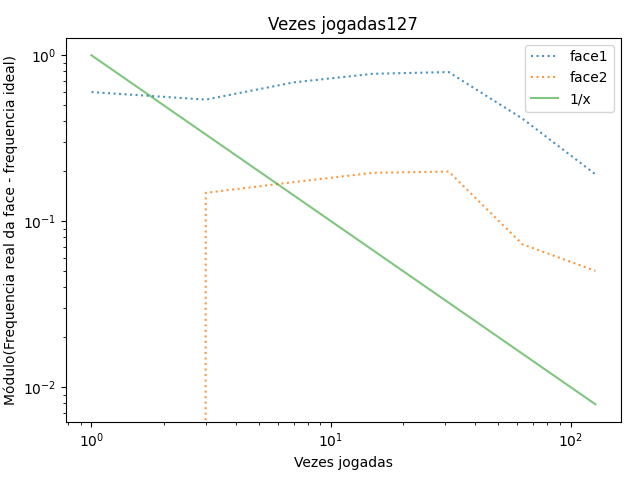 Vezes jogadas127
Módulo(Frequencia real da face - frequencia ideal)
10⁰
10⁻¹
10⁻²
face1
face2
1/x
10⁰
10¹
10²
Vezes jogadas